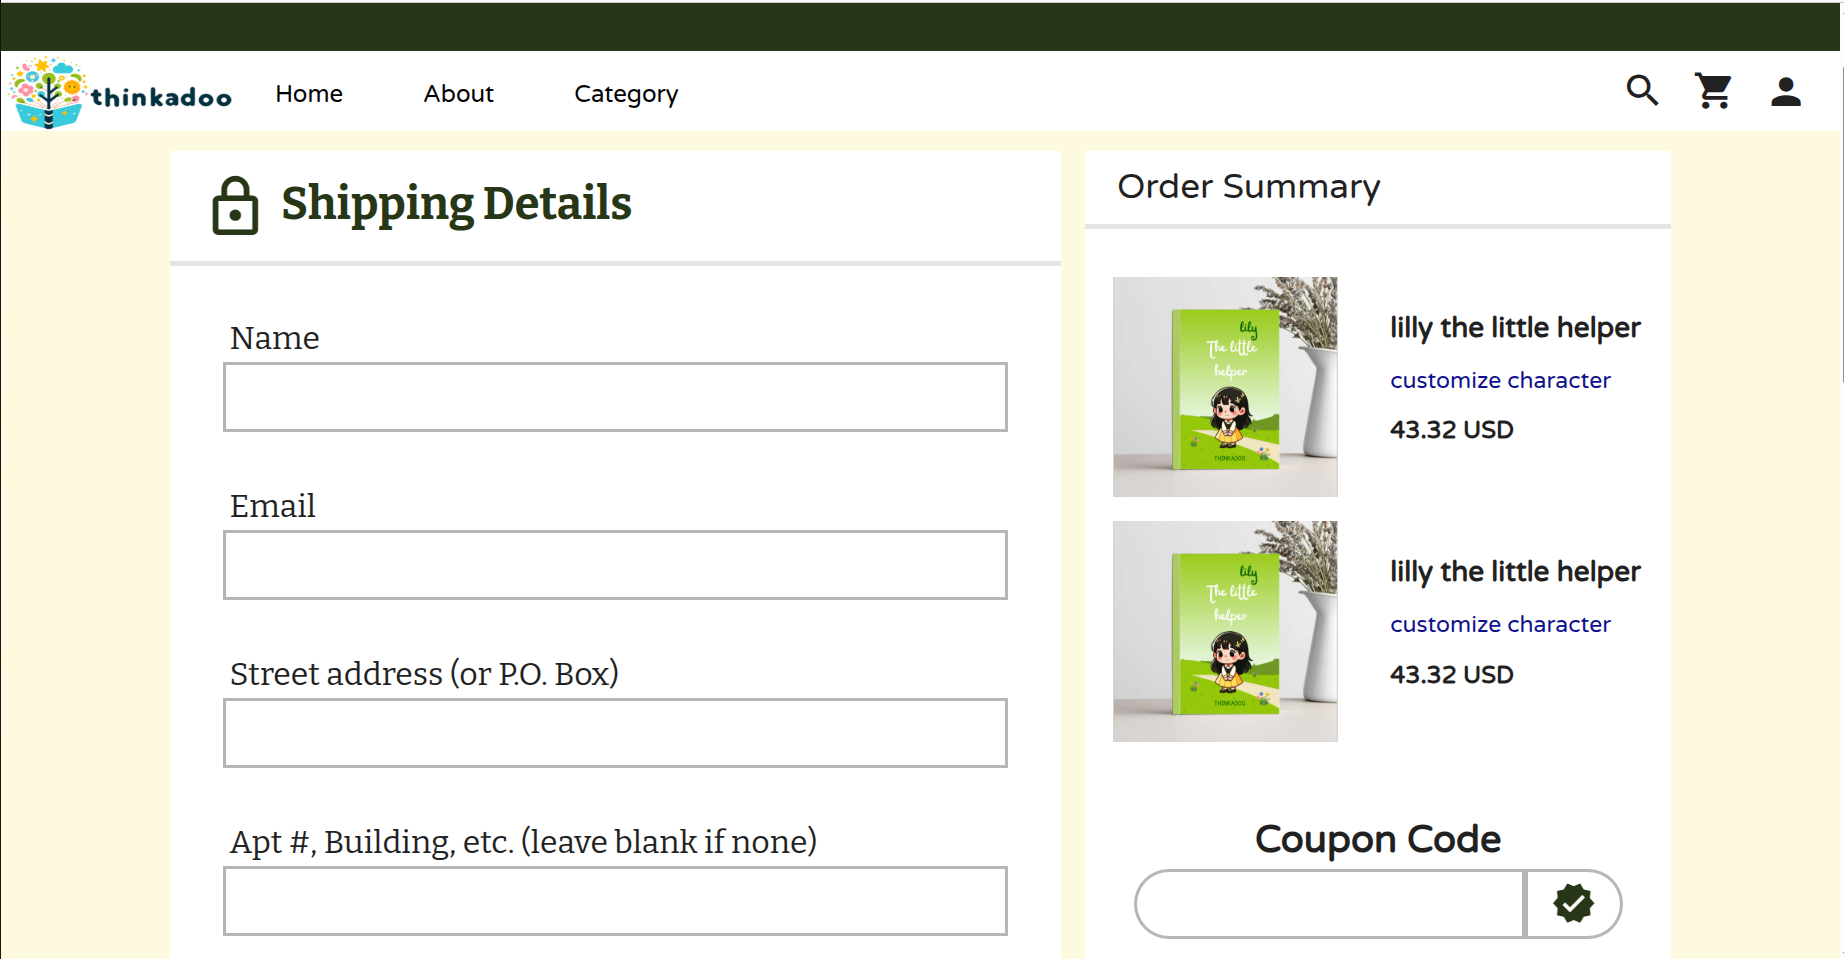 thinkadoo
Home
About
Category
Shipping Details
Name
Email
Street address (or P.O. Box)
Apt #, Building, etc. (leave blank if none)
Order Summary
lily
The little
helper
THINKADOO
lilly the little helper
customize character
43.32 USD
lily
The little
helper
THINKADOO
lilly the little helper
customize character
43.32 USD
Coupon Code